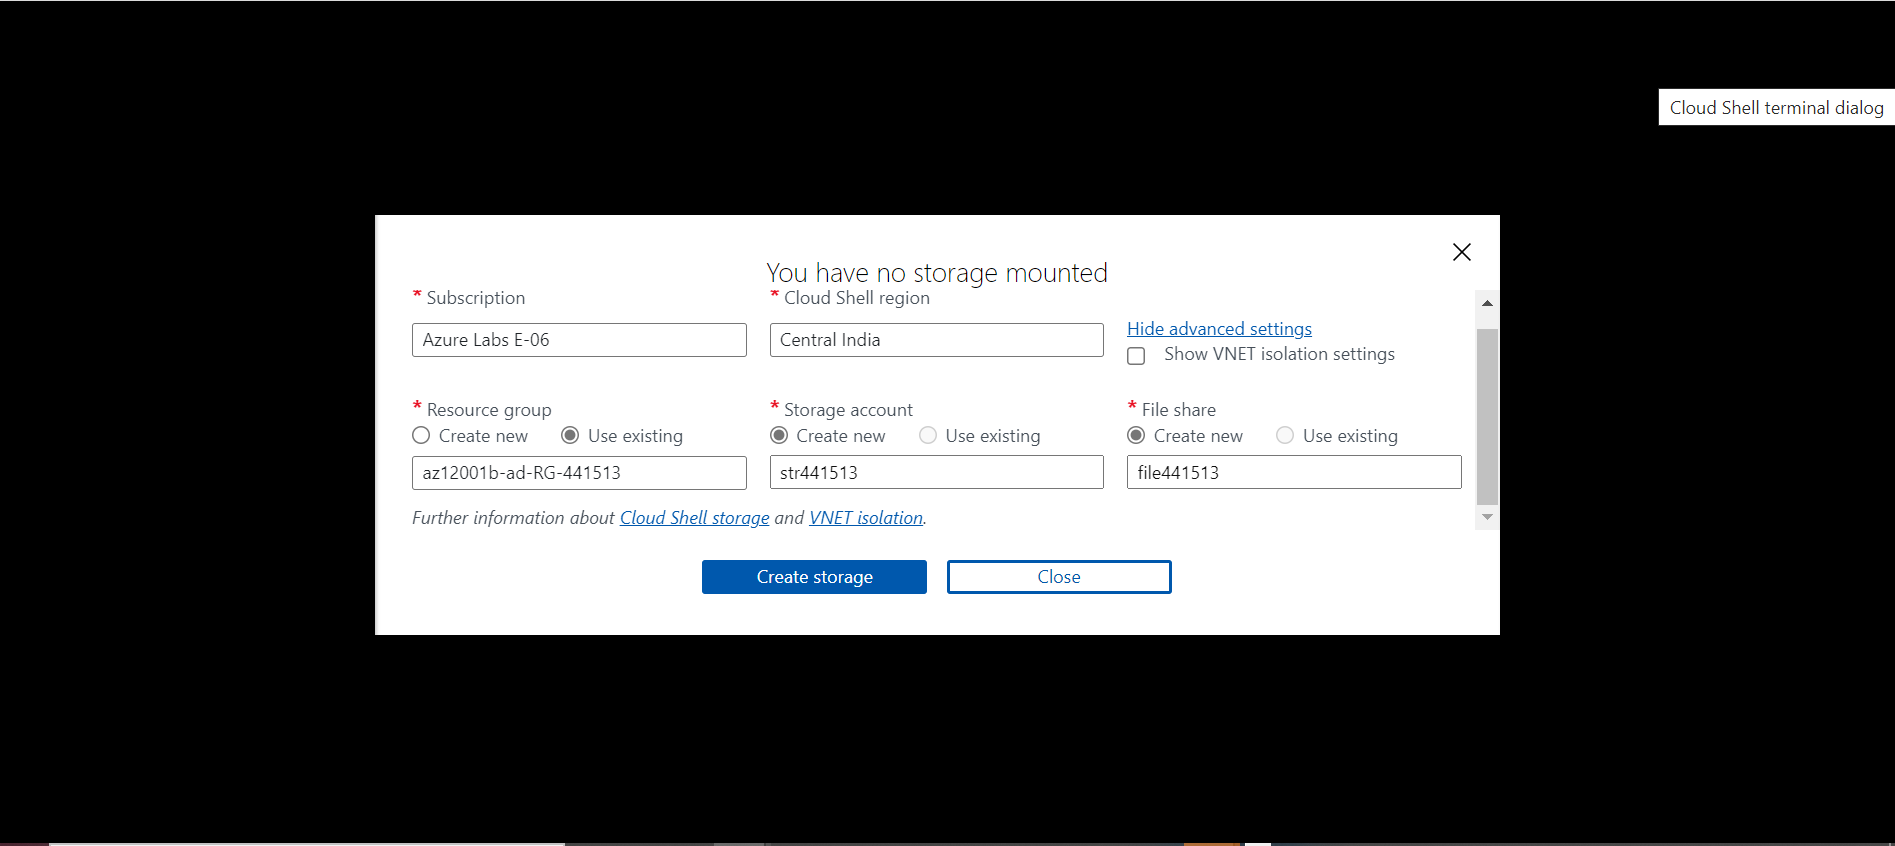 Cloud Shell terminal dialog
You have no storage mounted
* Subscription
* Cloud Shell region
Azure Labs E-06
Central India
Hide advanced settings
Show VNET isolation settings
* Resource group
* Storage account
* File share
Create new Use existing
Create new Use existing
Create new Use existing
az12001b-ad-RG-441513
str441513
file441513
Further information about Cloud Shell storage and VNET isolation.
Create storage
Close